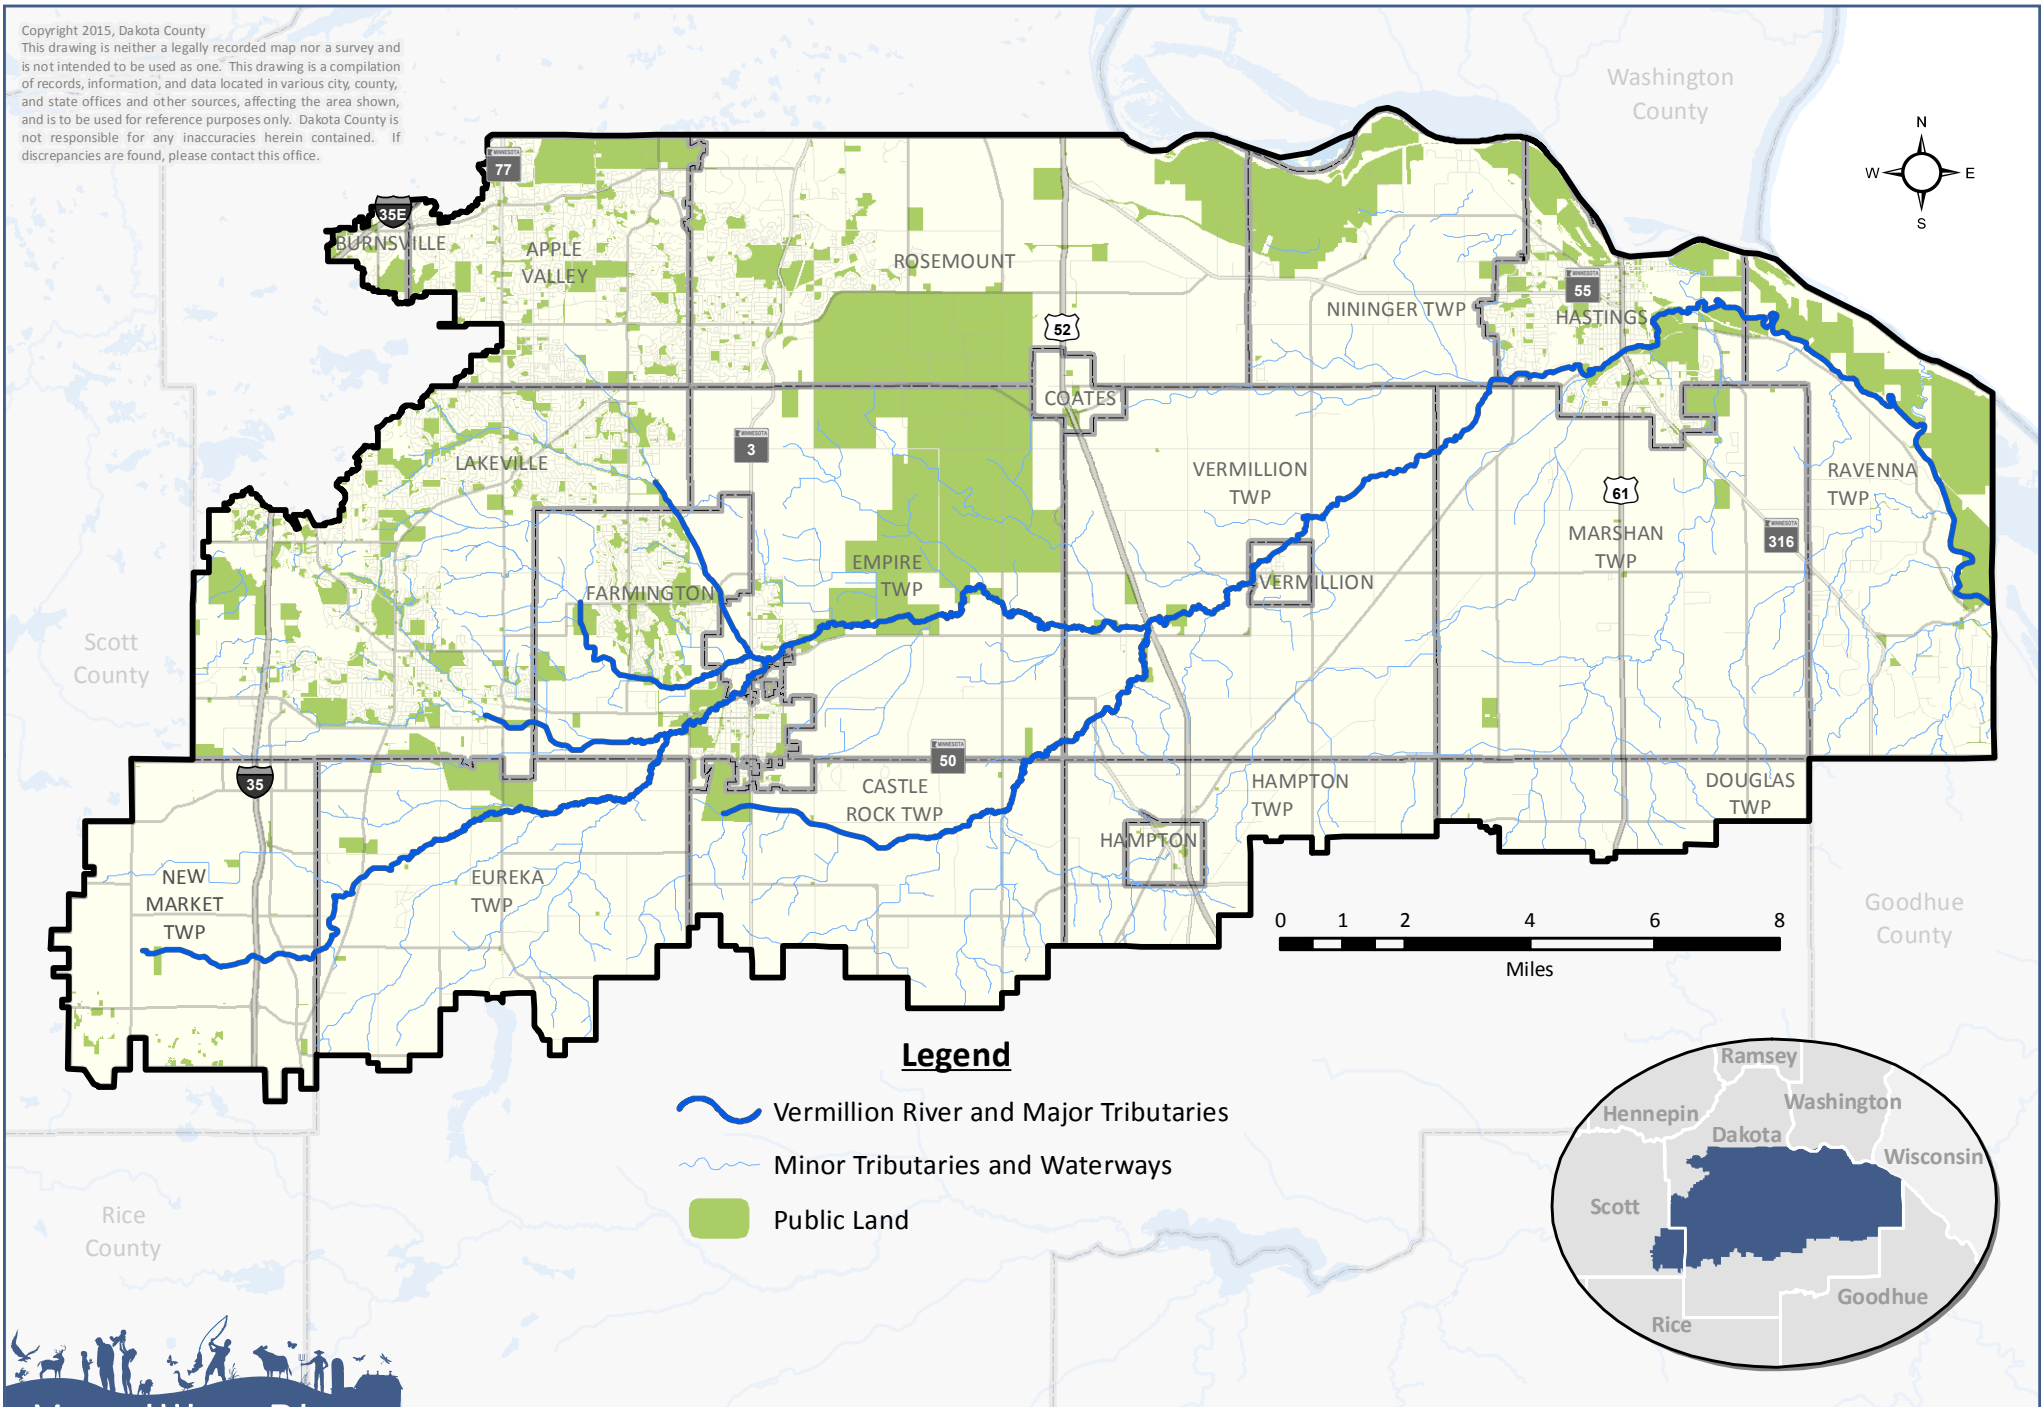 Copyright 2015, Dakota County
This drawing is neither a legally recorded map nor a survey and
is not intended to be used as one. This drawing is a compilation
of records, information, and data located in various city, county,
and state offices and other sources, affecting the area shown,
and is to be used for reference purposes only. Dakota County is
not responsible for any inaccuracies herein contained. If
discrepancies are found, please contact this office.
Washington
County
N
W
E
S
MINNESOTA
77
35E
BURNSVILLE
APPLE
VALLEY
ROSEMOUNT
52
NININGER TWP
MINNESOTA
55
HASTINGS
COATES
MINNESOTA
3
LAKEVILLE
VERMILLION
TWP
61
RAVENNA
TWP
MARSHAN
TWP
MINNESOTA
316
EMPIRE
TWP
FARMINGTON
VERMILLION
Scott
County
35
MINNESOTA
50
CASTLE
ROCK TWP
HAMPTON
TWP
DOUGLAS
TWP
HAMPTON
NEW
MARKET
TWP
EUREKA
TWP
Goodhue
County
0 1 2 4 6 8
Miles
Legend
Vermillion River and Major Tributaries
Minor Tributaries and Waterways
Public Land
Rice
County
Ramsey
Hennepin
Washington
Dakota
Wisconsin
Scott
Goodhue
Rice